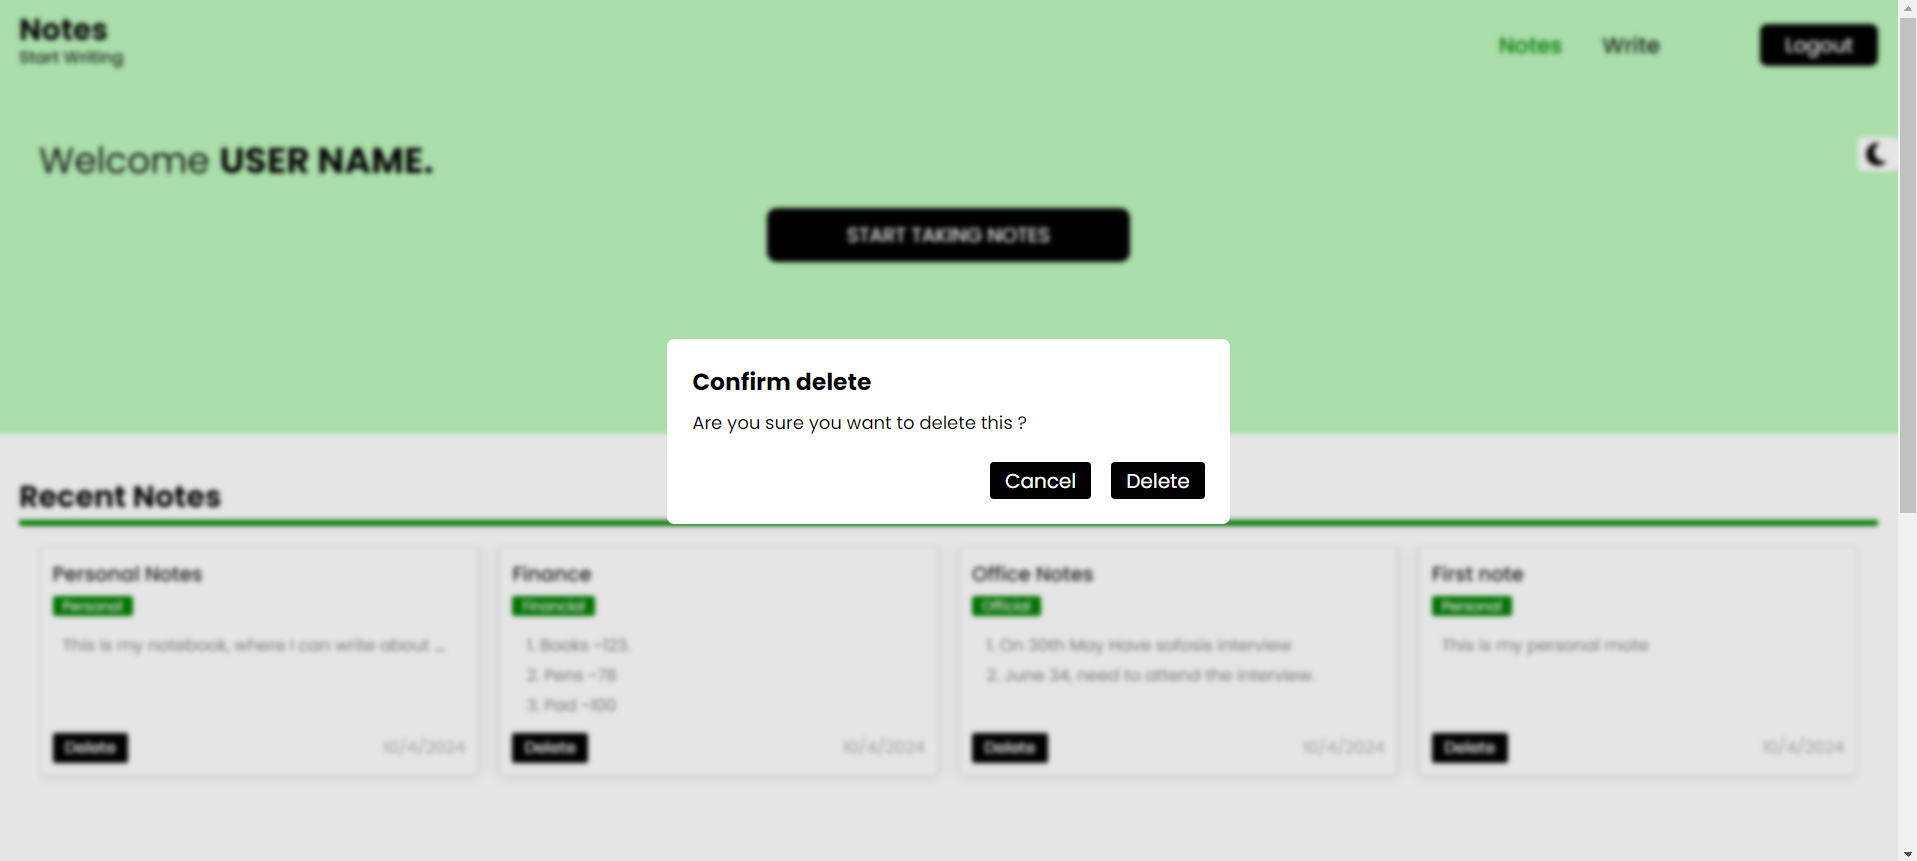 Notes
Start Writing
Notes
Write
Logout
Welcome USER NAME.
START TAKING NOTES
Confirm delete
Are you sure you want to delete this ?
Cancel
Delete
Recent Notes
Personal Notes
Personal
This is my notebook, where I can write about ...
Delete
10/4/2024
Finance
Financial
1. Books -123.
2. Pens -78
3. Pad -100
Delete
10/4/2024
Office Notes
Official
1. On 30th May Have sofosis interview
2. June 34, need to attend the interview.
Delete
10/4/2024
First note
Personal
This is my personal mote
Delete
10/4/2024